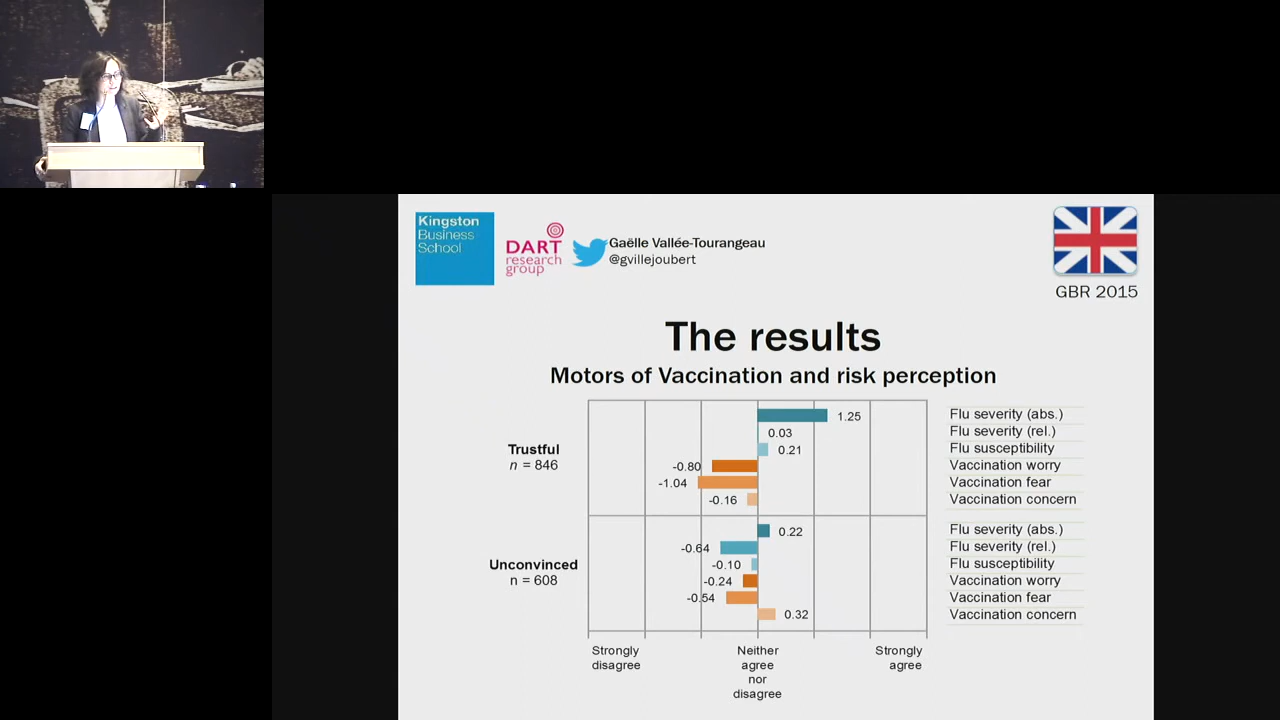 Kingston
Business
School
DART
research
group
Gaëlle Vallée-Tourangeau
@gvillejoubert
GBR 2015
The results
Motors of Vaccination and risk perception
Trustful
n = 846
1.25
0.03
0.21
-0.80
-1.04
-0.16
Flu severity (abs.)
Flu severity (rel.)
Flu susceptibility
Vaccination worry
Vaccination fear
Vaccination concern
Unconvinced
n = 608
0.22
-0.64
-0.10
-0.24
-0.54
0.32
Flu severity (abs.)
Flu severity (rel.)
Flu susceptibility
Vaccination worry
Vaccination fear
Vaccination concern
Strongly
disagree
Neither
agree
nor
disagree
Strongly
agree